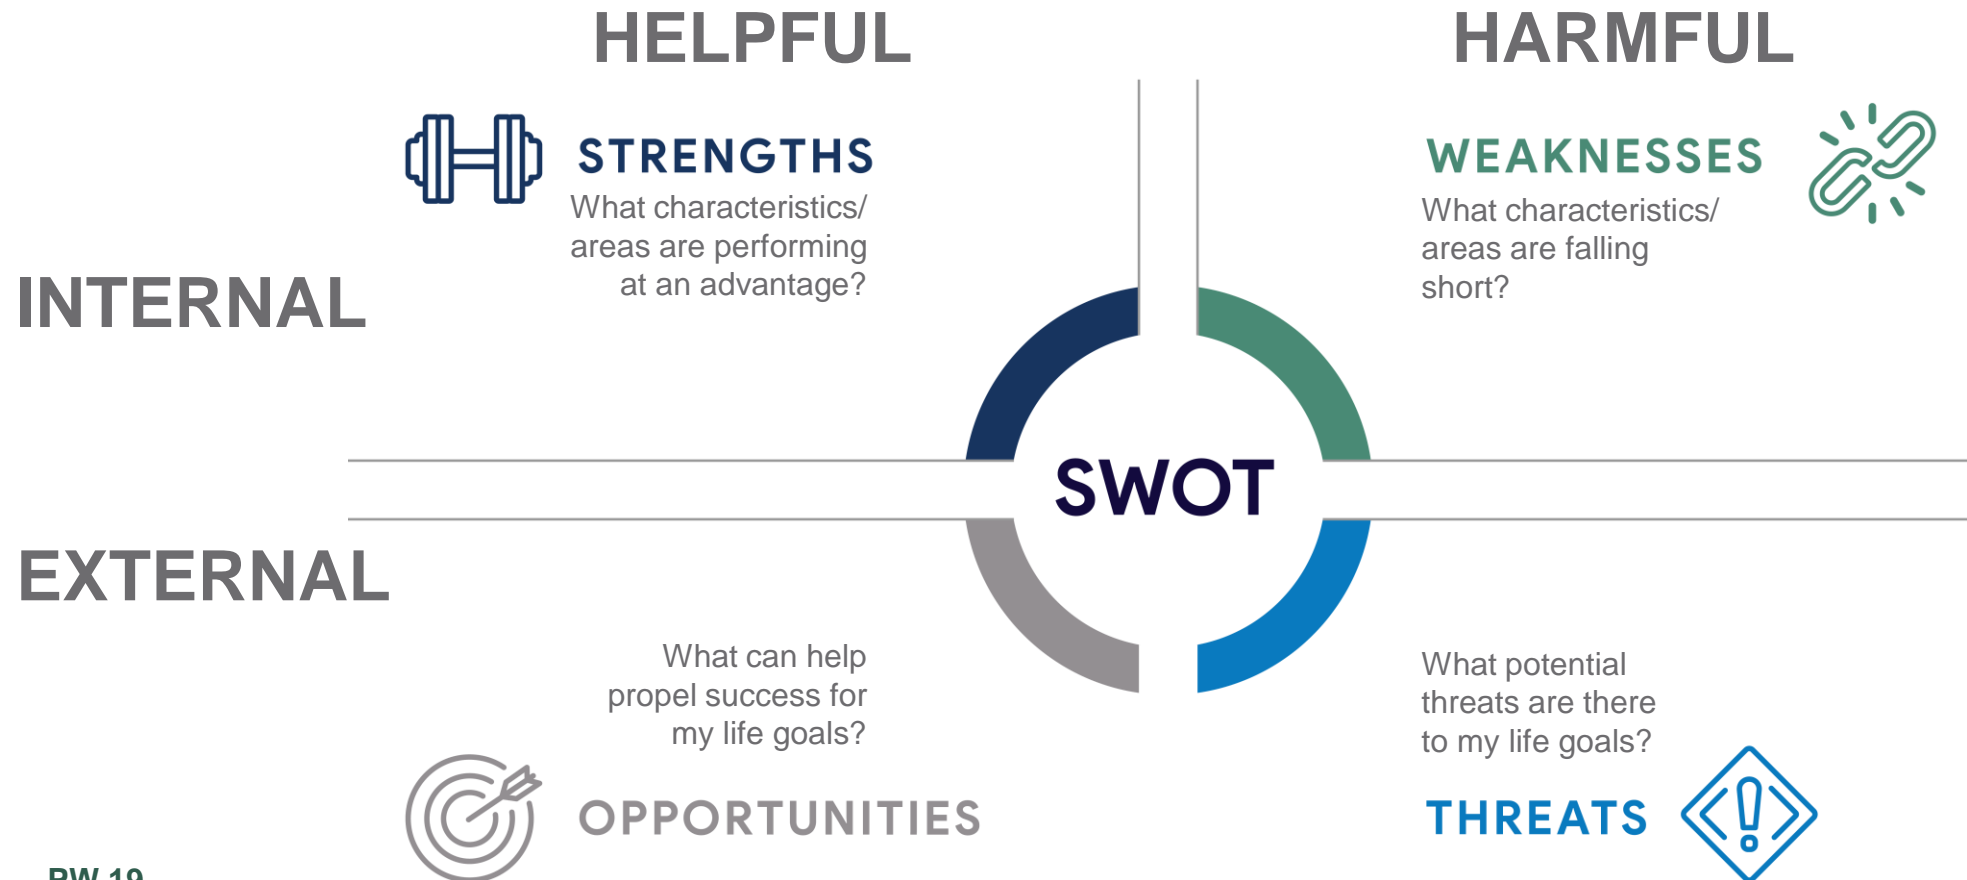 HELPFUL
HARMFUL
STRENGTHS
What characteristics/
areas are performing
at an advantage?
WEAKNESSES
What characteristics/
areas are falling
short?
INTERNAL
SWOT
EXTERNAL
What can help
propel success for
my life goals?
OPPORTUNITIES
What potential
threats are there
to my life goals?
THREATS
PW 19